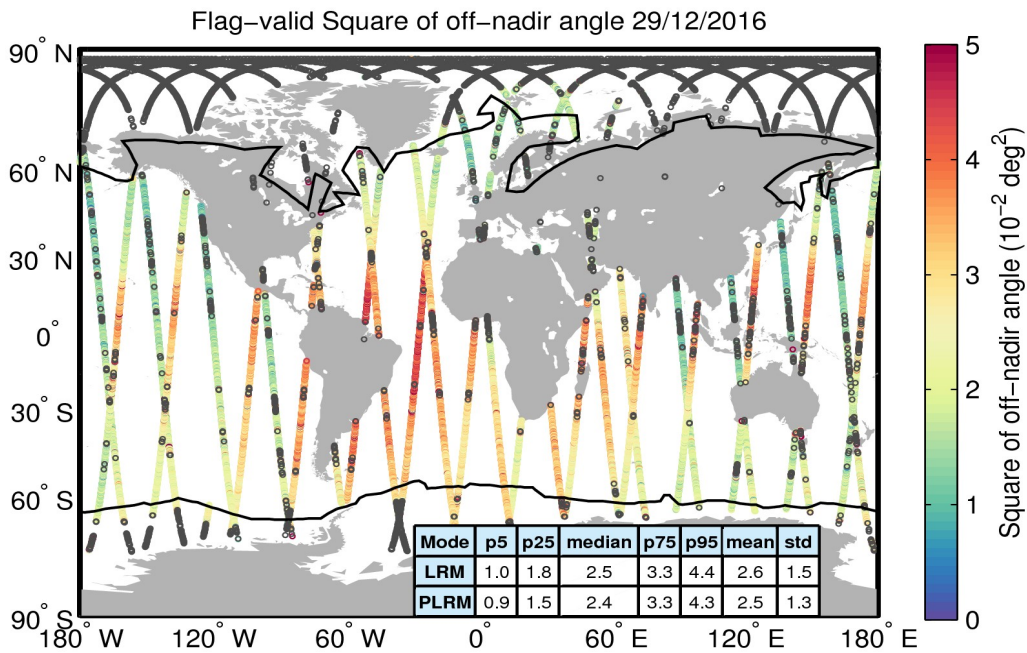 Flag-valid Square of off-nadir angle 29/12/2016
90° N
60° N
30° N
0°
30° S
60° S
90° S
180° W
120° W
60° W
0°
60° E
120° E
180° E
Mode p5 p25 median p75 p95 mean std
LRM 1.0 1.8 2.5 3.3 4.4 2.6 1.5
PLRM 0.9 1.5 2.4 3.3 4.3 2.5 1.3
5
4
3
2
1
0
Square of off-nadir angle (10⁻² deg²)